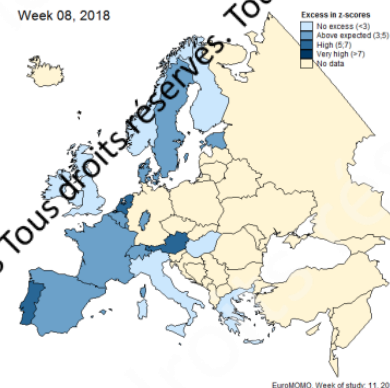 Week 08, 2018
Excess in z-scores
No excess (<3)
Above expected (3;5)
High (5;7)
Very high (>7)
No data
Tous droits réservés. Tou
EuroMOMO, Week of study: 11, 20